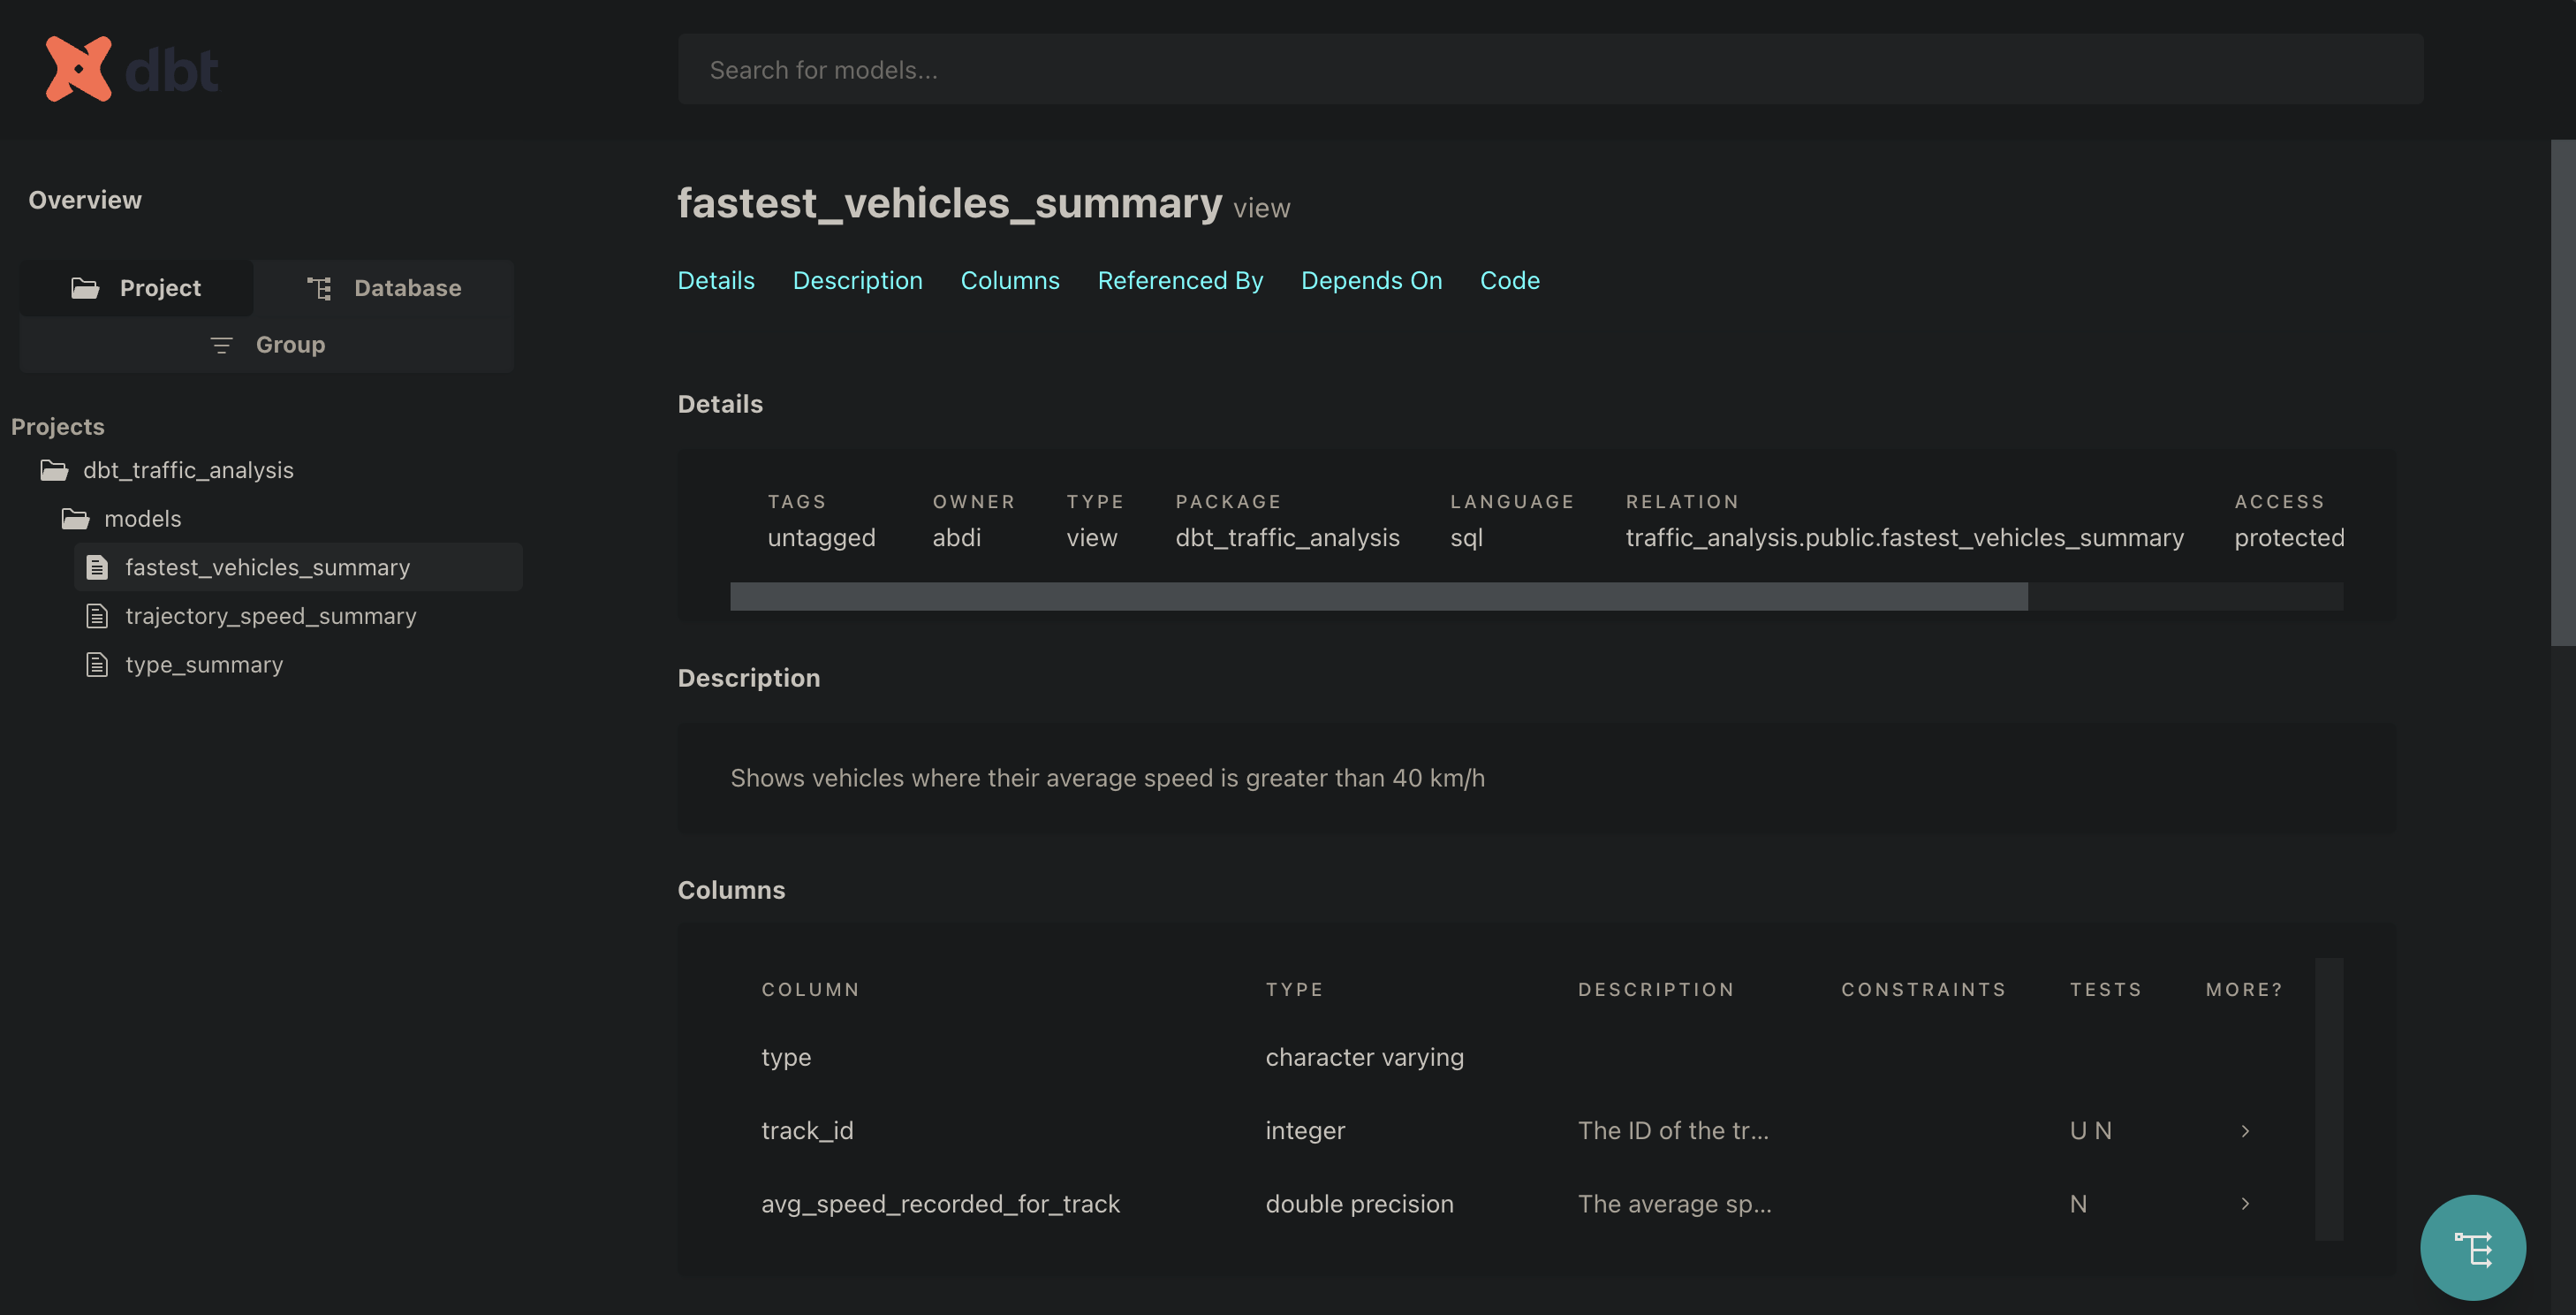 dbt
Search for models...
Overview
Project
Database
Group
Projects
dbt_traffic_analysis
models
fastest_vehicles_summary
trajectory_speed_summary
type_summary
fastest_vehicles_summary view
Details Description Columns Referenced By Depends On Code
Details
TAGS OWNER TYPE PACKAGE LANGUAGE RELATION ACCESS
untagged abdi view dbt_traffic_analysis sql traffic_analysis.public.fastest_vehicles_summary protected
Description
Shows vehicles where their average speed is greater than 40 km/h
Columns
COLUMN TYPE DESCRIPTION CONSTRAINTS TESTS MORE?
type character varying
track_id integer The ID of the tr... U N >
avg_speed_recorded_for_track double precision The average sp... N >